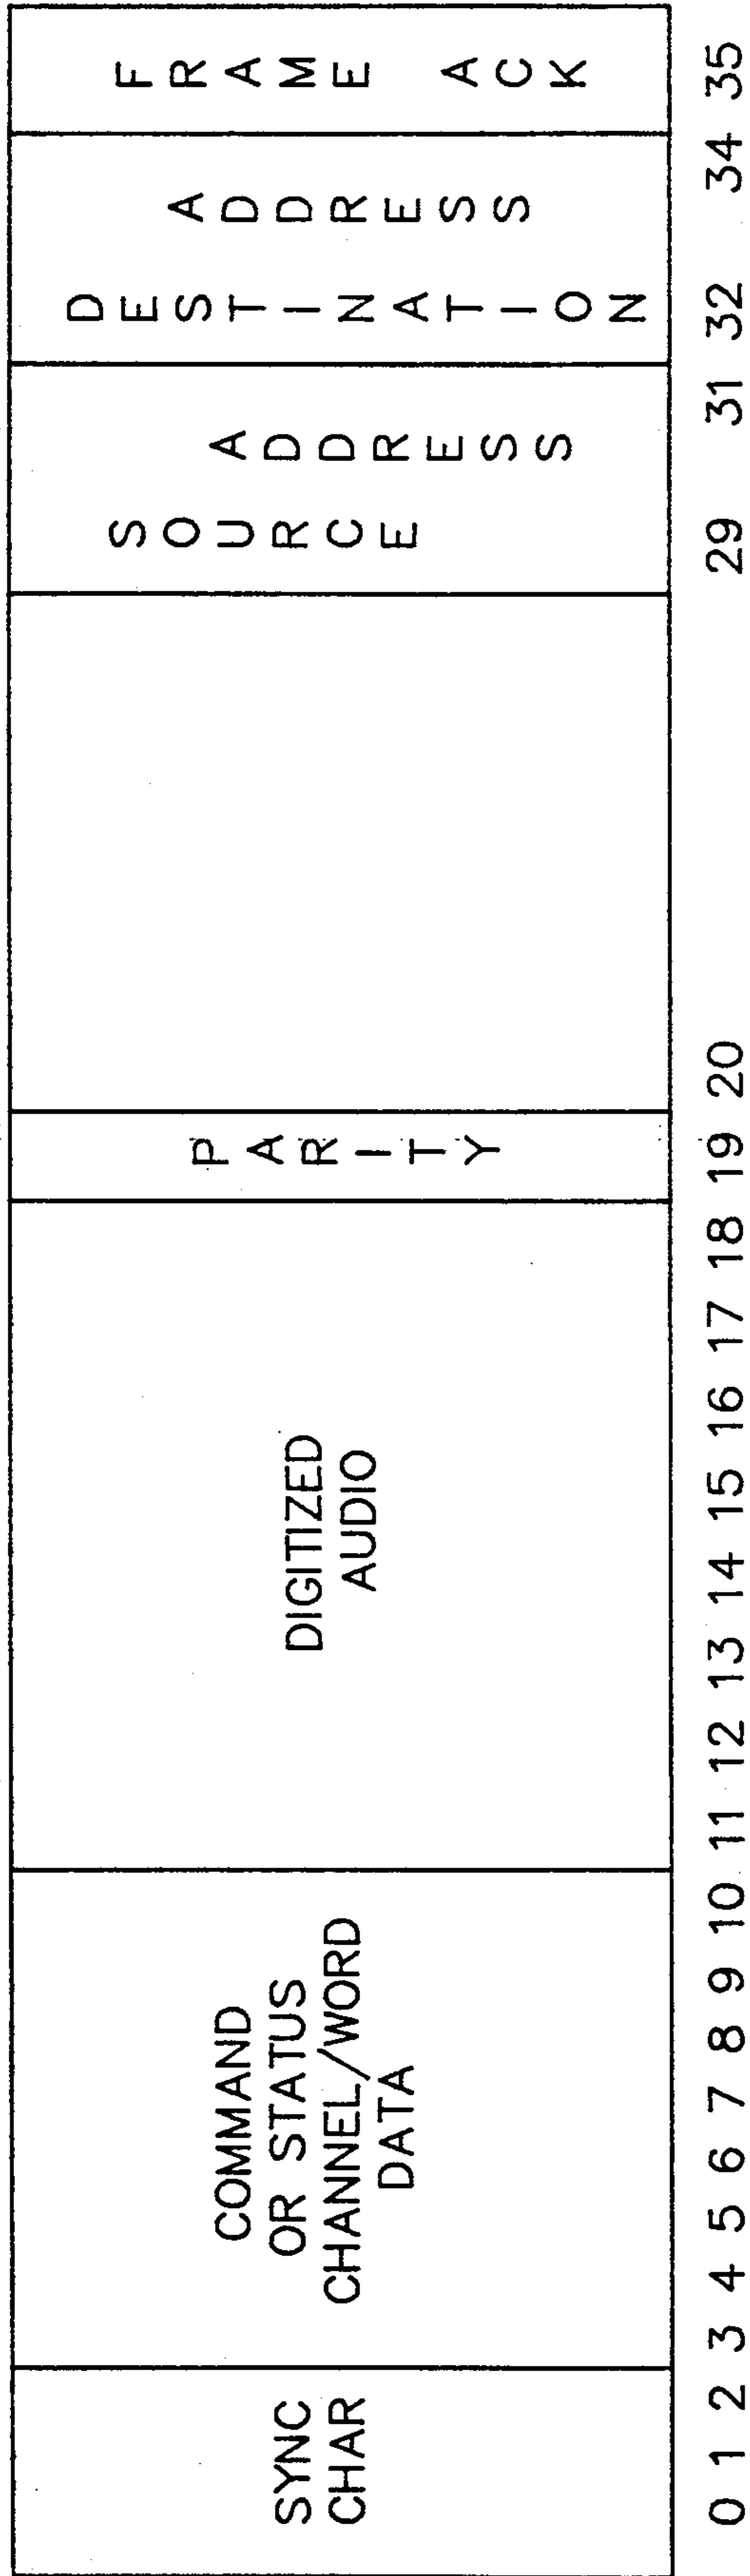 SYNC
CHAR
COMMAND
OR STATUS
CHANNEL/WORD
DATA
DIGITIZED
AUDIO
PARITY
SOURCE
ADDRESS
DESTINATION
ADDRESS
FRAME ACK
0 1 2 3 4 5 6 7 8 9 10 11 12 13 14 15 16 17 18 19 20 29 31 32 34 35